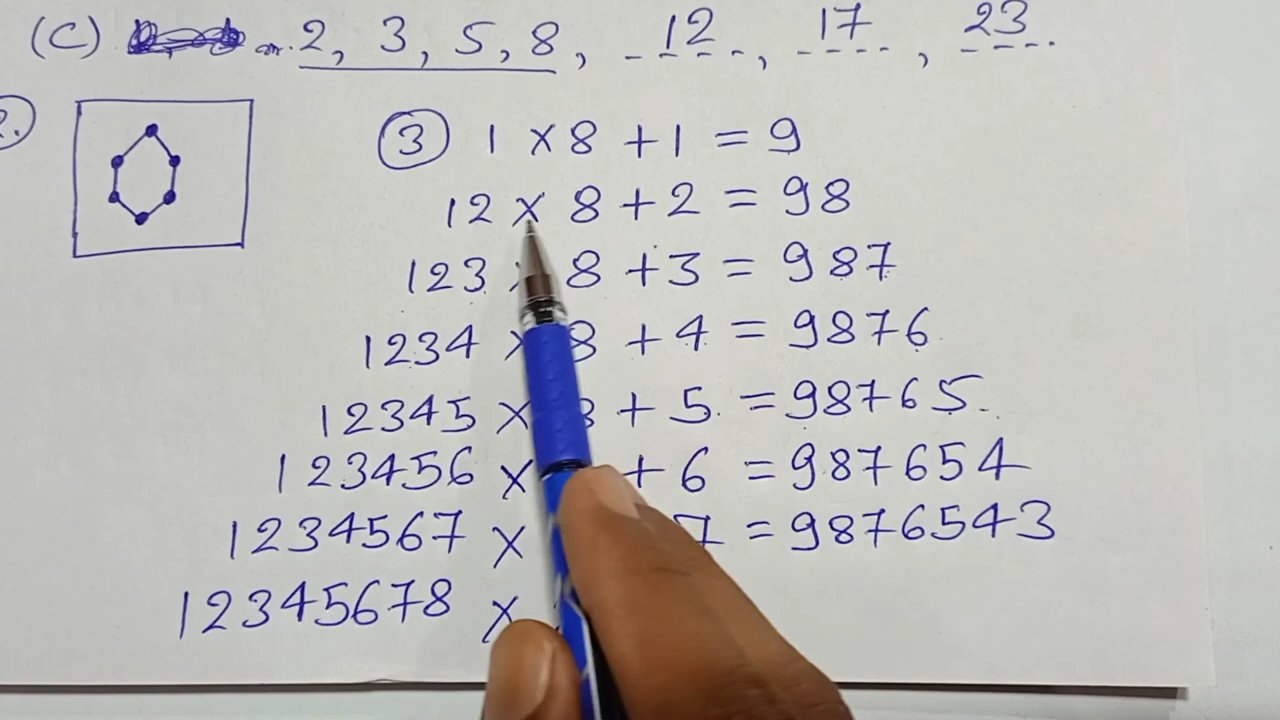 (C) 2, 3, 5, 8, 12, 17, 23
2.
③ 1 × 8 + 1 = 9
12 × 8 + 2 = 98
123 × 8 + 3 = 987
1234 × 8 + 4 = 9876
12345 × 8 + 5 = 98765
123456 × + 6 = 987654
1234567 × 7 = 9876543
12345678 ×